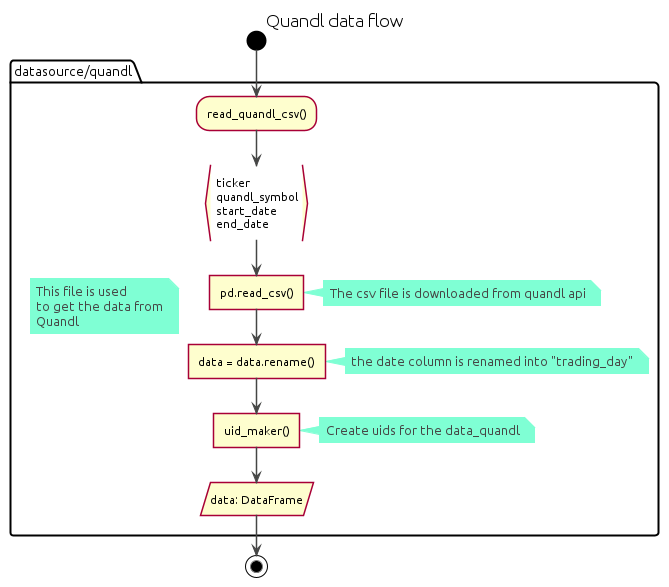 Quandl data flow
datasource/quandl
read_quandl_csv()
ticker
quandl_symbol
start_date
end_date
This file is used
to get the data from
Quandl
pd.read_csv()
The csv file is downloaded from quandl api
data = data.rename()
the date column is renamed into "trading_day"
uid_maker()
Create uids for the data_quandl
data: DataFrame